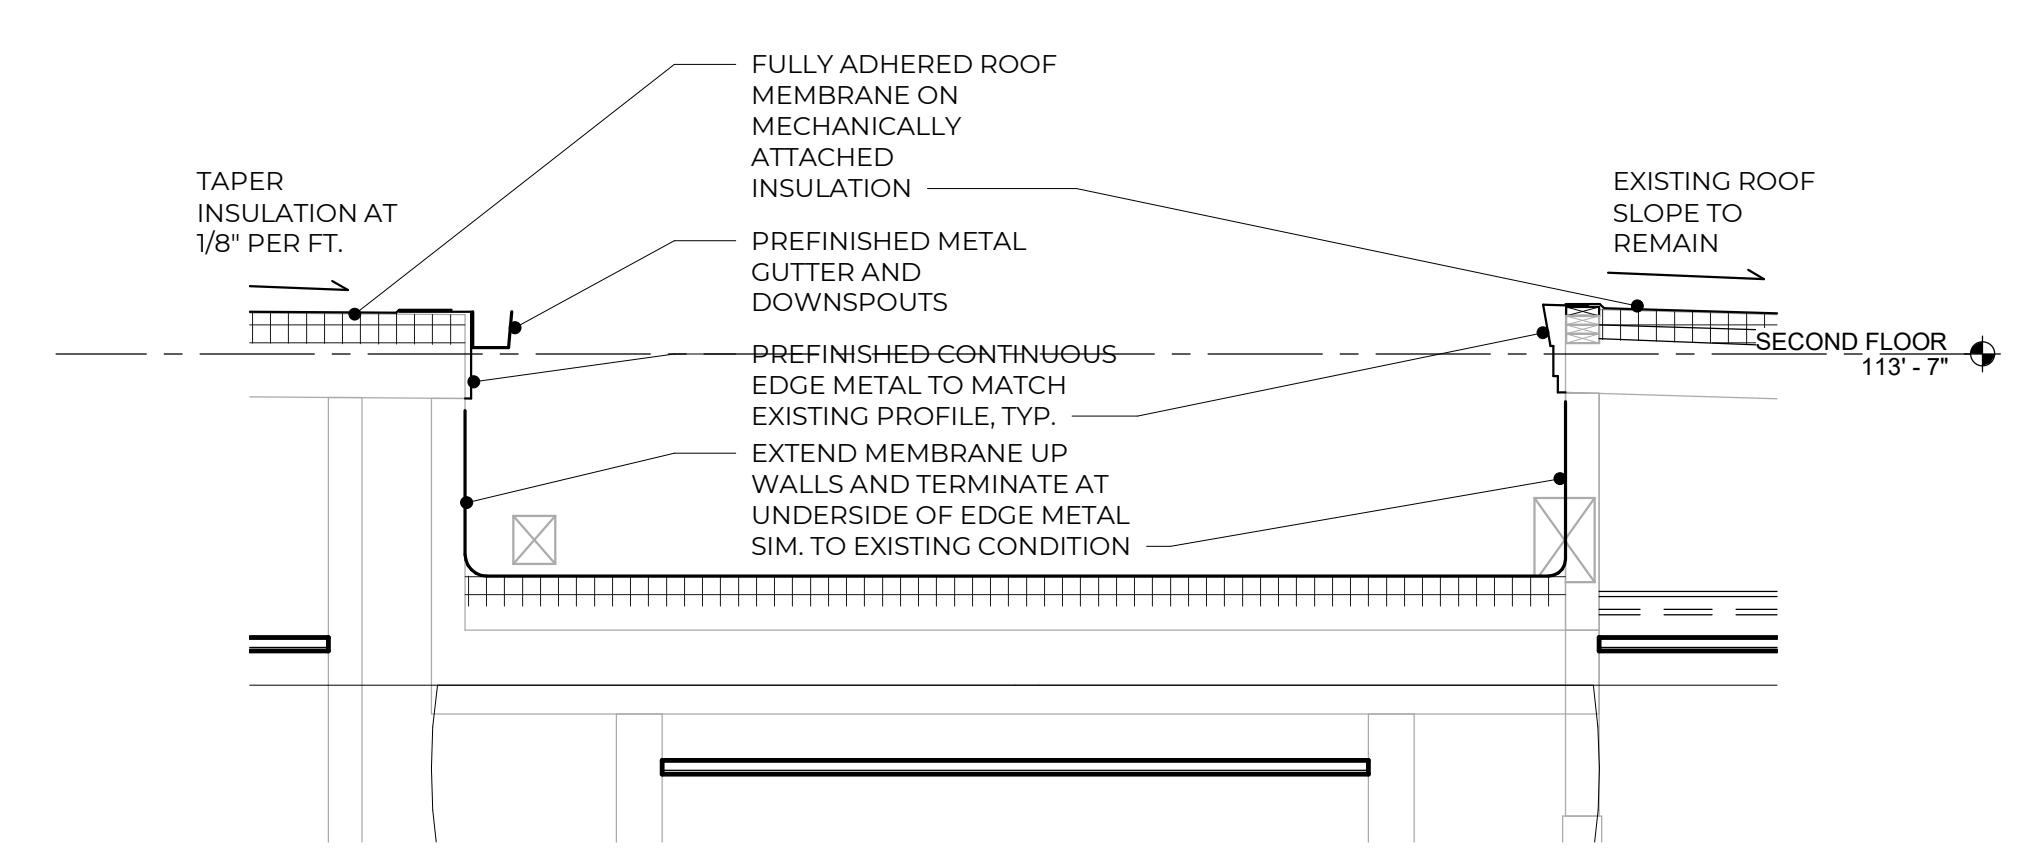 FULLY ADHERED ROOF
MEMBRANE ON
MECHANICALLY
ATTACHED
INSULATION
TAPER
INSULATION AT
1/8" PER FT.
EXISTING ROOF
SLOPE TO
REMAIN
PREFINISHED METAL
GUTTER AND
DOWNSPOUTS
PREFINISHED CONTINUOUS
EDGE METAL TO MATCH
EXISTING PROFILE, TYP.
SECOND FLOOR
113' - 7"
EXTEND MEMBRANE UP
WALLS AND TERMINATE AT
UNDERSIDE OF EDGE METAL
SIM. TO EXISTING CONDITION